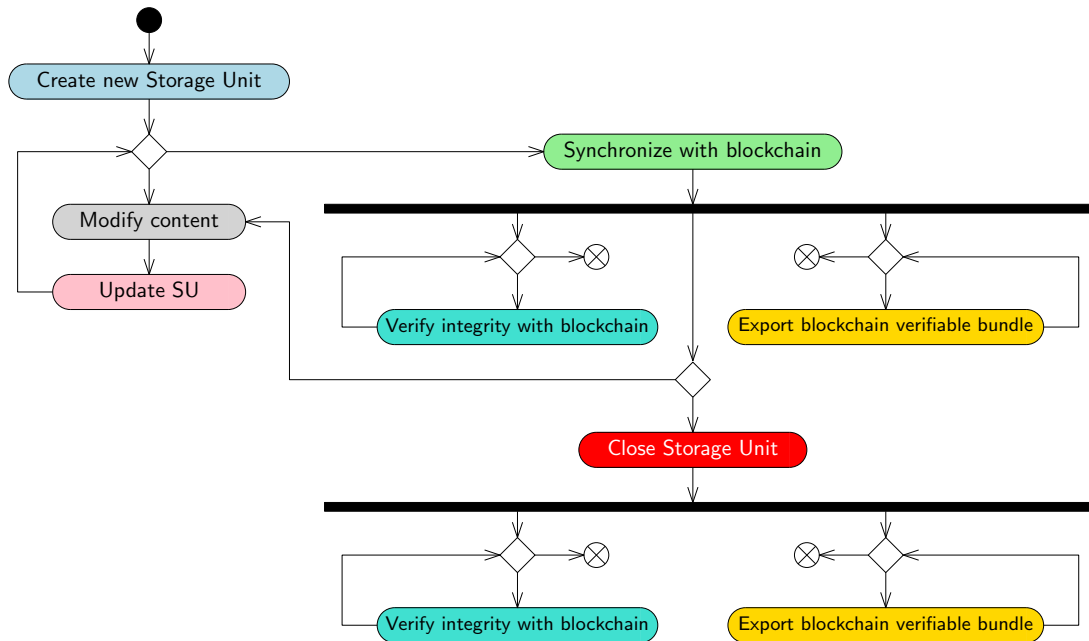 Create new Storage Unit
Synchronize with blockchain
Modify content
Update SU
Verify integrity with blockchain
Export blockchain verifiable bundle
Close Storage Unit
Verify integrity with blockchain
Export blockchain verifiable bundle